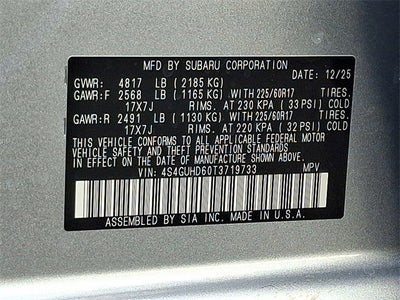 MFD BY SUBARU CORPORATION
DATE: 12/25
GVWR: 4817 LB (2185 KG)
GAWR:F 2568 LB (1165 KG) WITH 225/60R17 TIRES.
17X7J RIMS. AT 230 KPA (33 PSI) COLD
GAWR:R 2491 LB (1130 KG) WITH 225/60R17 TIRES.
17X7J RIMS. AT 220 KPA (32 PSI) COLD
THIS VEHICLE CONFORMS TO ALL APPLICABLE FEDERAL MOTOR
VEHICLE SAFETY AND THEFT PREVENTION STANDARDS IN EFFECT
ON THE DATE OF MANUFACTURE SHOWN ABOVE.
VIN: 4S4GUHD60T3719733 MPV
ASSEMBLED BY SIA INC. MADE IN U.S.A.